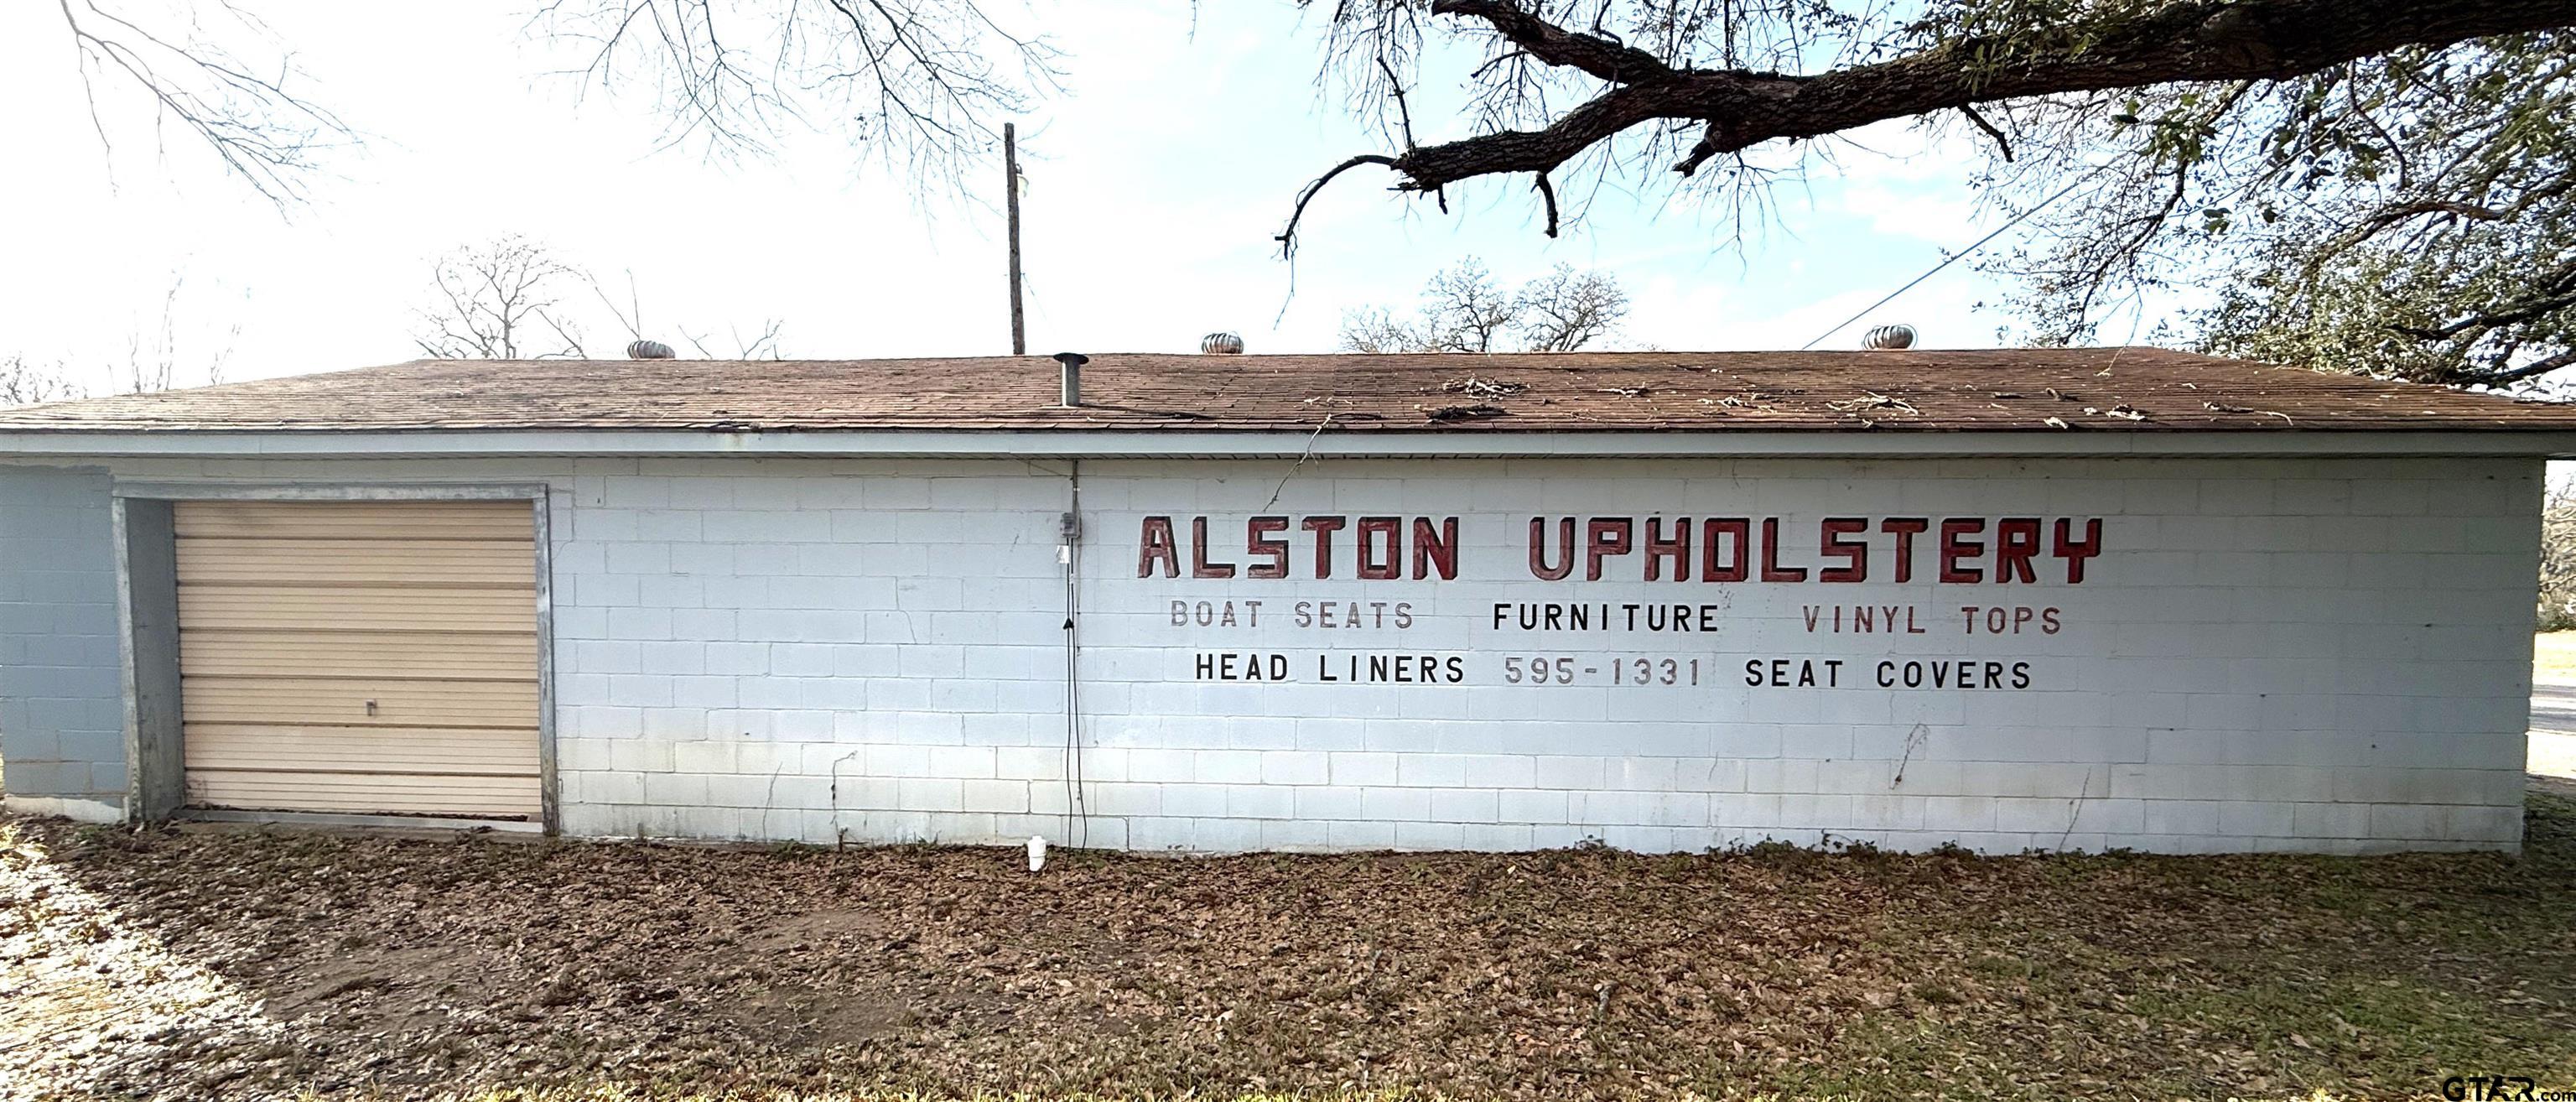 ALSTON UPHOLSTERY
BOAT SEATS FURNITURE VINYL TOPS
HEAD LINERS 595-1331 SEAT COVERS
GTAR.com